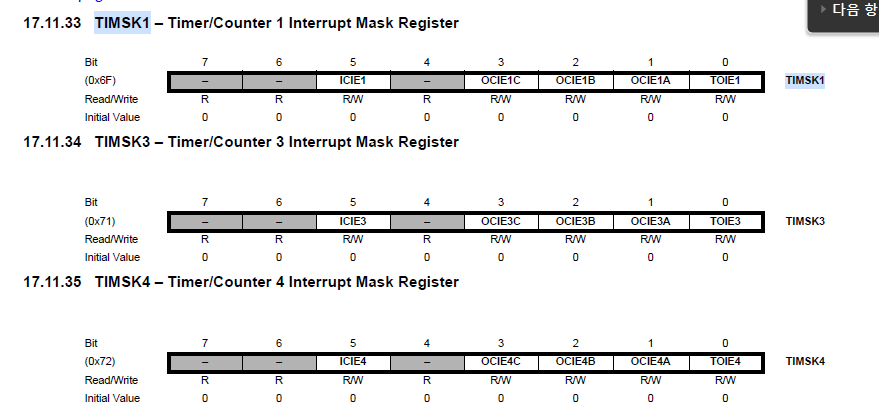 다음 항
17.11.33 TIMSK1 – Timer/Counter 1 Interrupt Mask Register
Bit 7 6 5 4 3 2 1 0
(0x6F) – – ICIE1 – OCIE1C OCIE1B OCIE1A TOIE1 TIMSK1
Read/Write R R R/W R R/W R/W R/W R/W
Initial Value 0 0 0 0 0 0 0 0
17.11.34 TIMSK3 – Timer/Counter 3 Interrupt Mask Register
Bit 7 6 5 4 3 2 1 0
(0x71) – – ICIE3 – OCIE3C OCIE3B OCIE3A TOIE3 TIMSK3
Read/Write R R R/W R R/W R/W R/W R/W
Initial Value 0 0 0 0 0 0 0 0
17.11.35 TIMSK4 – Timer/Counter 4 Interrupt Mask Register
Bit 7 6 5 4 3 2 1 0
(0x72) – – ICIE4 – OCIE4C OCIE4B OCIE4A TOIE4 TIMSK4
Read/Write R R R/W R R/W R/W R/W R/W
Initial Value 0 0 0 0 0 0 0 0